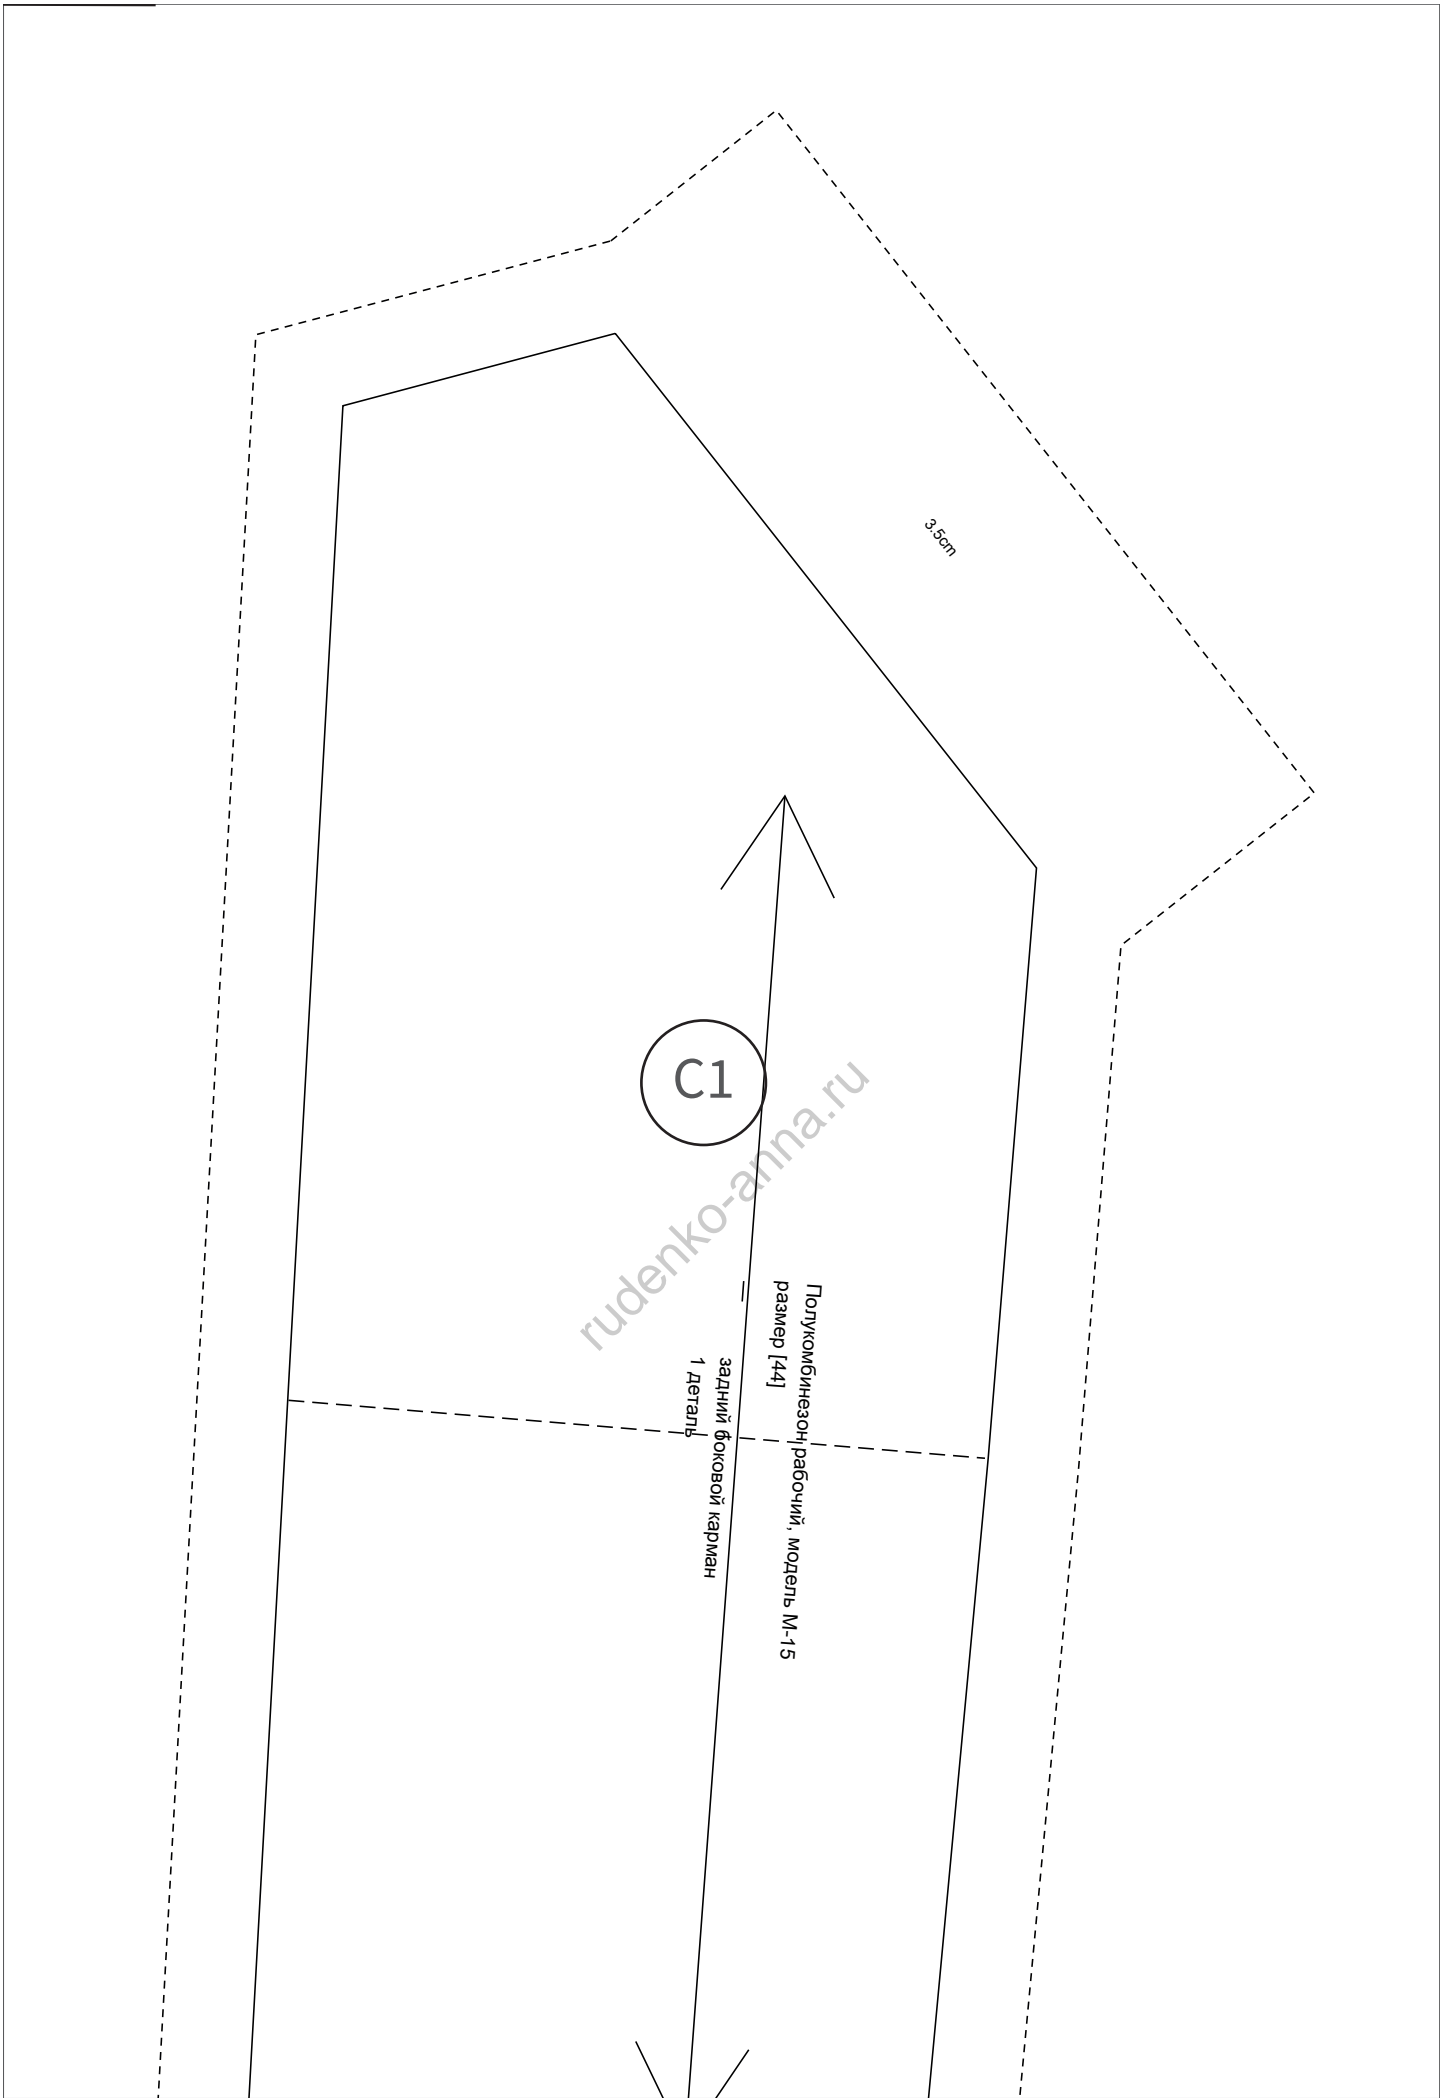 3.5cm
C1
rudenko-anna.ru
Полукомбинезон рабочий, модель М-15
размер [44]
задний боковой карман
1 деталь